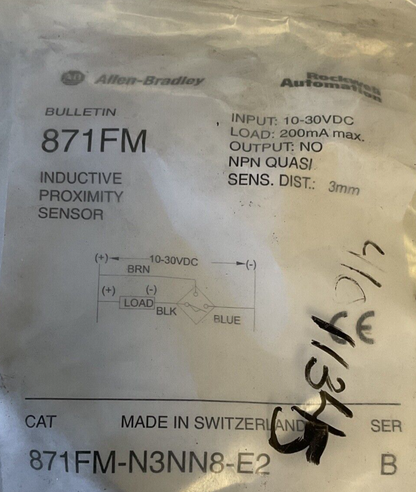 AB Allen-Bradley
Rockwell
Automation
BULLETIN
871FM
INDUCTIVE
PROXIMITY
SENSOR
INPUT: 10-30VDC
LOAD: 200mA max.
OUTPUT: NO
NPN QUASI
SENS. DIST.: 3mm
(+) 10-30VDC (-)
BRN
(+) (-)
LOAD
BLK
BLUE
CE
CAT
MADE IN SWITZERLAND
SER
871FM-N3NN8-E2
B